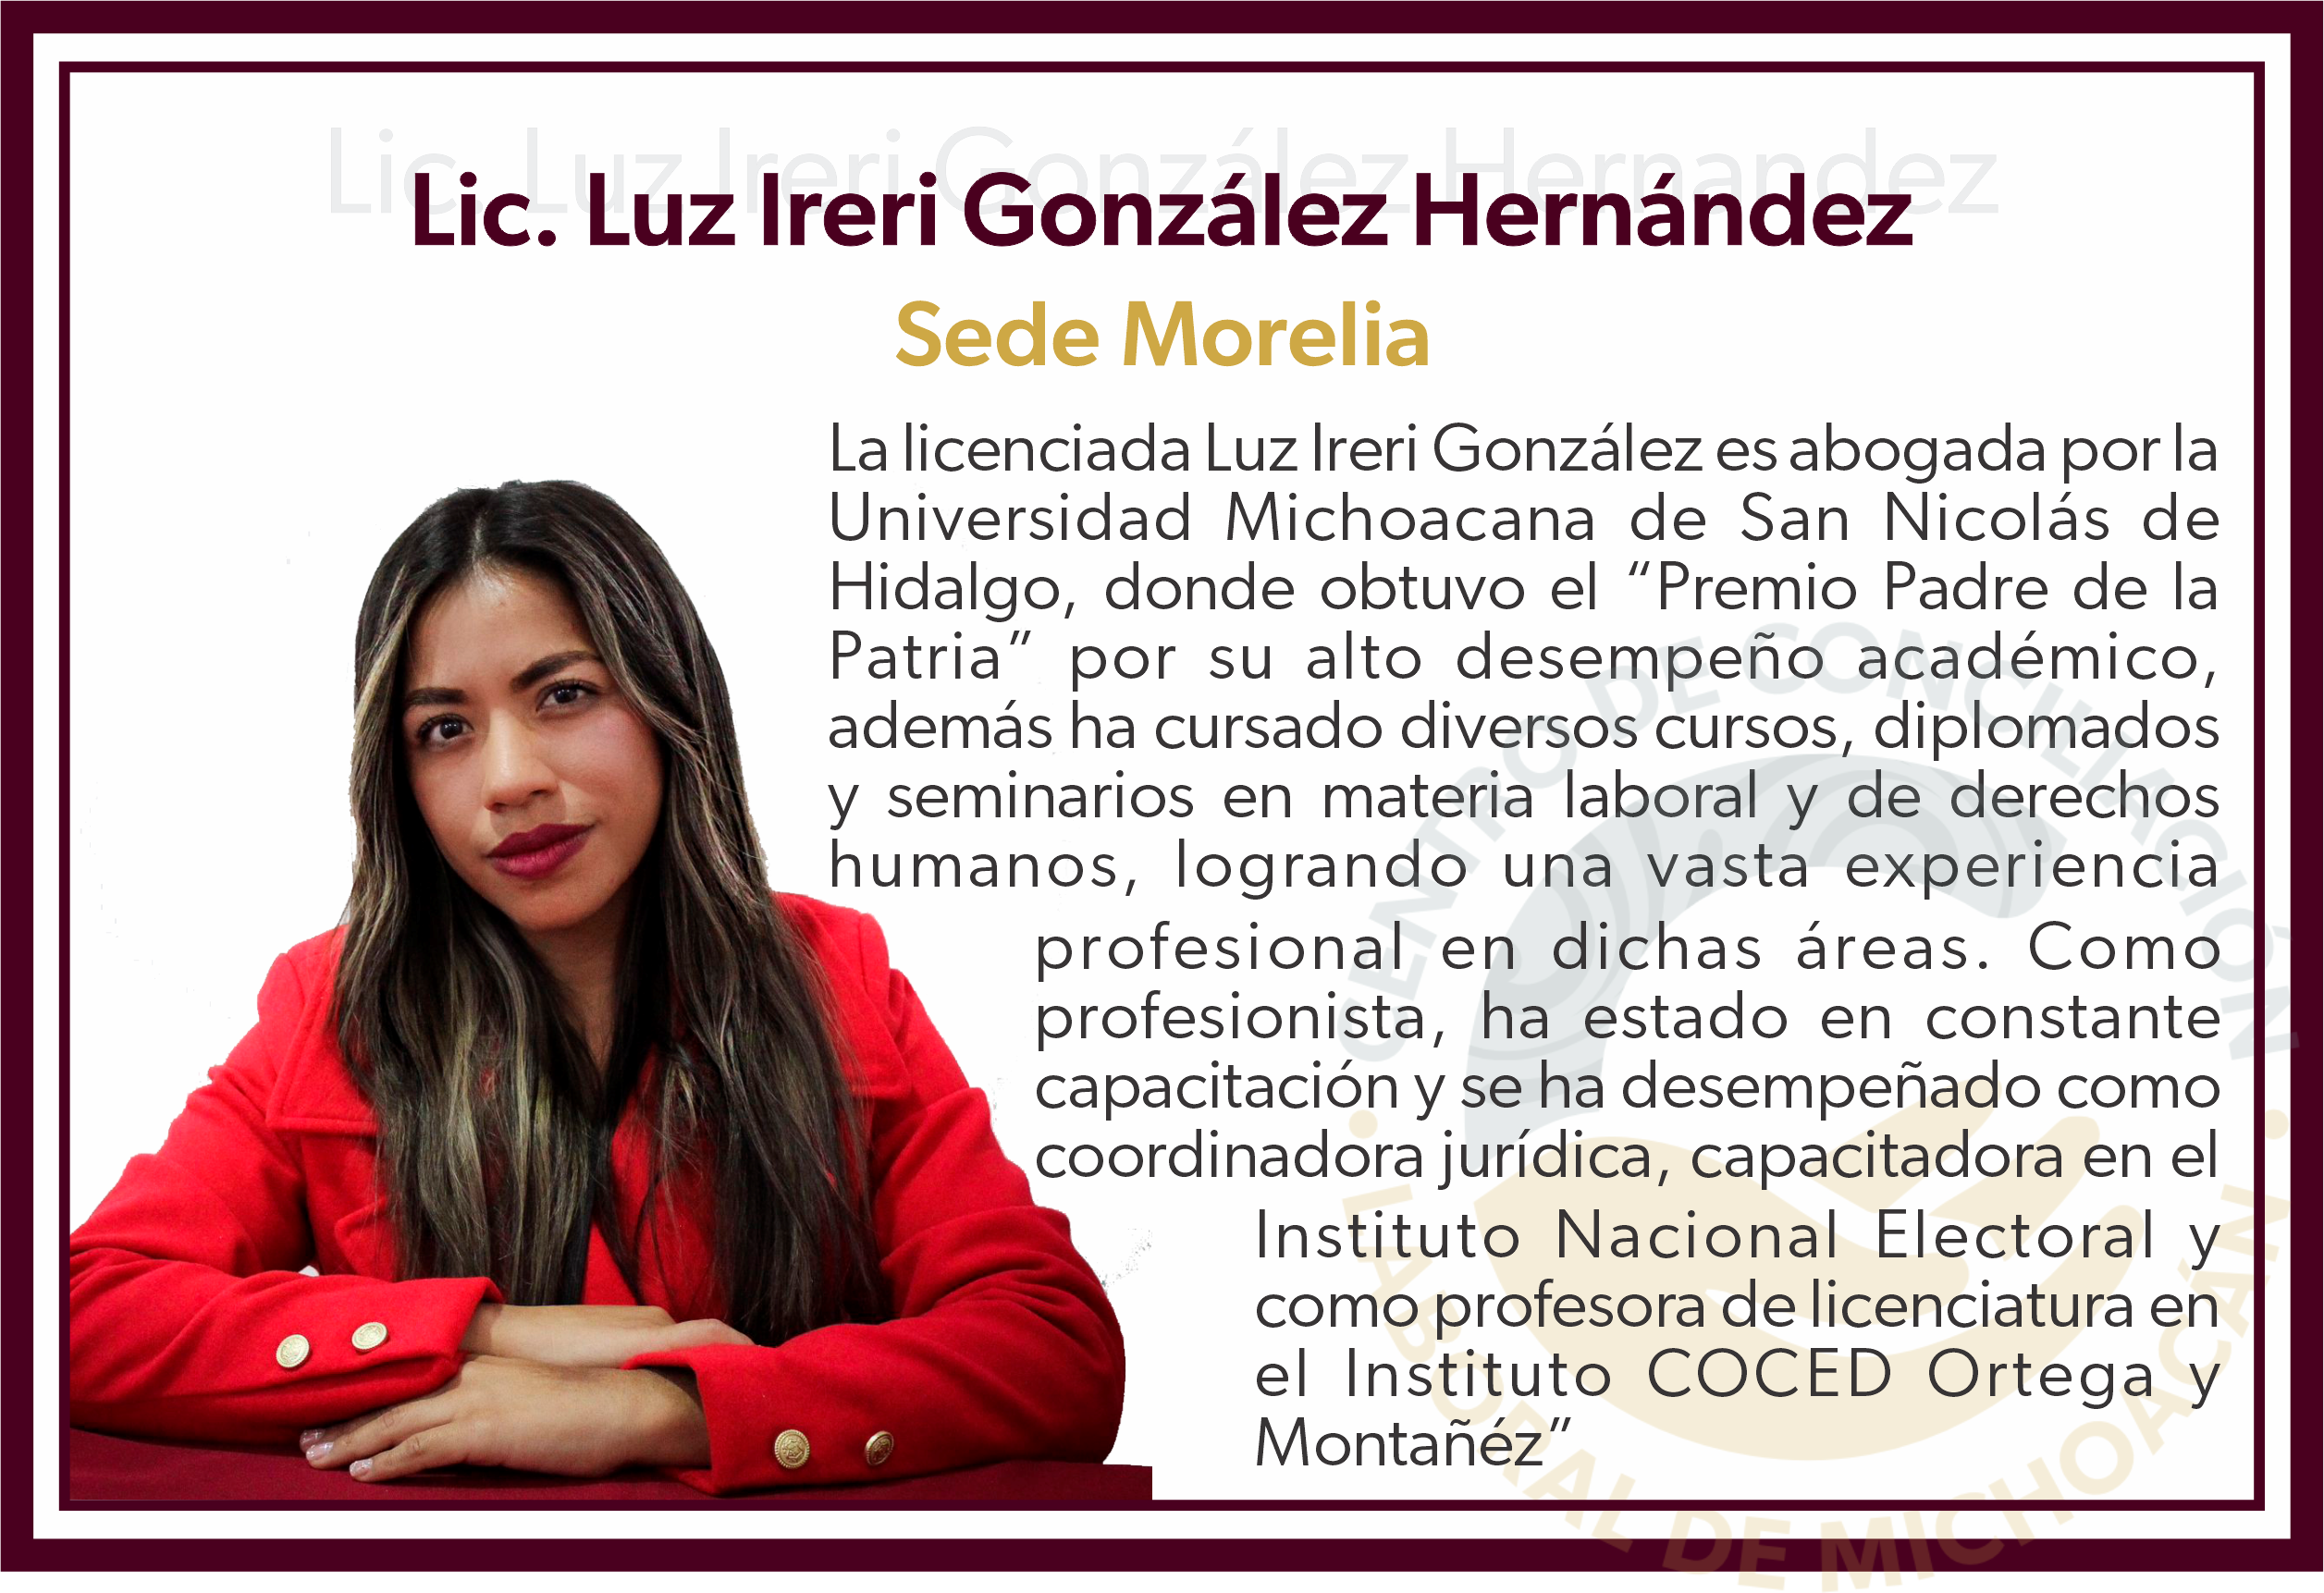 Lic. Luz Ireri González Hernandez
Lic. Luz Ireri González Hernández
Sede Morelia
La licenciada Luz Ireri González es abogada por la
Universidad Michoacana de San Nicolás de
Hidalgo, donde obtuvo el “Premio Padre de la
Patria” por su alto desempeño académico,
además ha cursado diversos cursos, diplomados
y seminarios en materia laboral y de derechos
humanos, logrando una vasta experiencia
profesional en dichas áreas. Como
profesionista, ha estado en constante
capacitación y se ha desempeñado como
coordinadora jurídica, capacitadora en el
Instituto Nacional Electoral y
como profesora de licenciatura en
el Instituto COCED Ortega y
Montañéz”
CENTRO DE CONCILIACIÓN
LABORAL DE MICHOACÁN